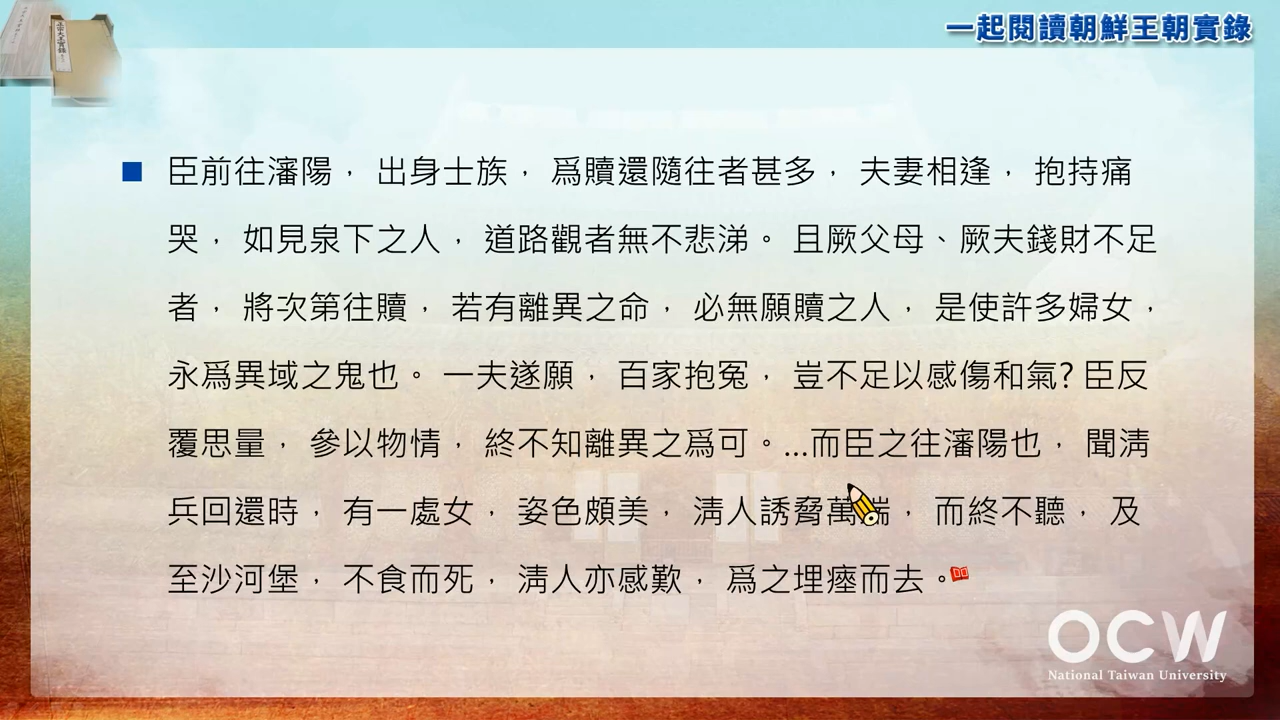 一起閱讀朝鮮王朝實錄
臣前往瀋陽， 出身士族， 爲贖還隨往者甚多， 夫妻相逢， 抱持痛
哭， 如見泉下之人， 道路觀者無不悲涕。 且厥父母、厥夫錢財不足
者， 將次第往贖， 若有離異之命， 必無願贖之人， 是使許多婦女，
永爲異域之鬼也。 一夫遂願， 百家抱冤， 豈不足以感傷和氣? 臣反
覆思量， 參以物情， 終不知離異之爲可。...而臣之往瀋陽也， 聞淸
兵回還時， 有一處女， 姿色頗美， 淸人誘脅萬端， 而終不聽， 及
至沙河堡， 不食而死， 淸人亦感歎， 爲之埋瘞而去。
OCW
National Taiwan University